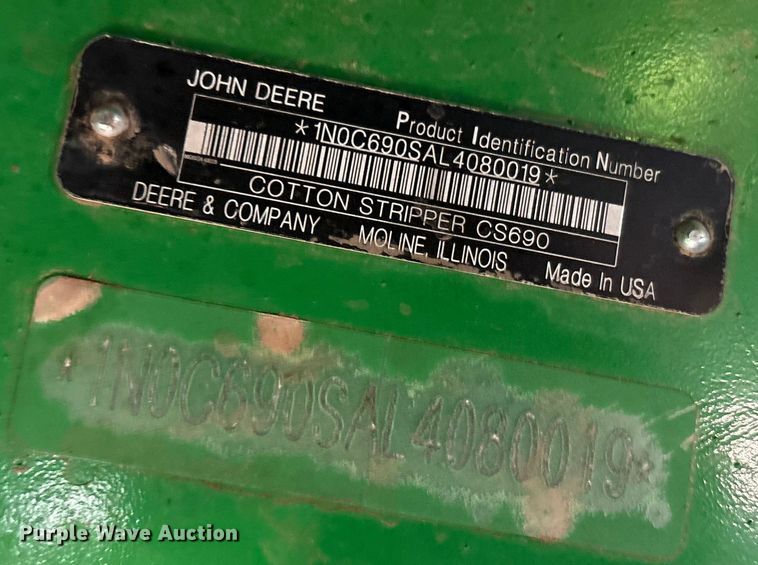 JOHN DEERE
Product Identification Number
*1N0C690SAL4080019*
COTTON STRIPPER CS690
DEERE & COMPANY MOLINE, ILLINOIS Made In USA
*1N0C690SAL4080019*
Purple Wave Auction